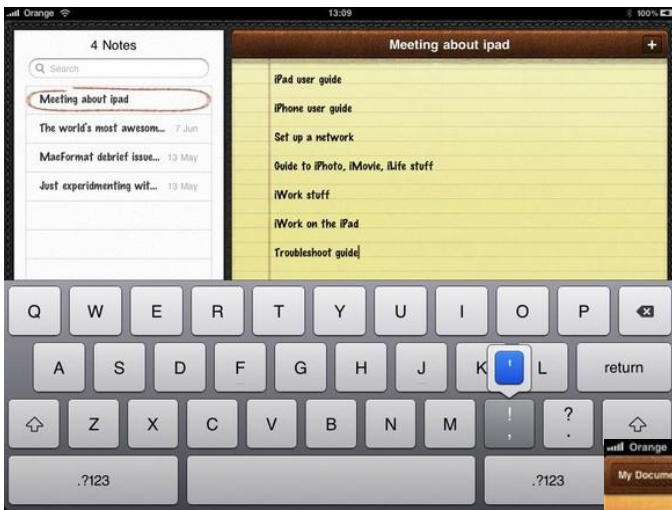 Orange 13:09 100%
4 Notes
Search
Meeting about ipad
The world's most awesom... 7 Jun
MacFormat debrief issue... 13 May
Just experidmenting wit... 13 May
Meeting about ipad +
iPad user guide
iPhone user guide
Set up a network
Guide to iPhoto, iMovie, iLife stuff
iWork stuff
iWork on the iPad
Troubleshoot guide
Q W E R T Y U I O P
A S D F G H J K ' L return
Z X C V B N M ! , ? .
.?123 .?123
Orange
My Docume